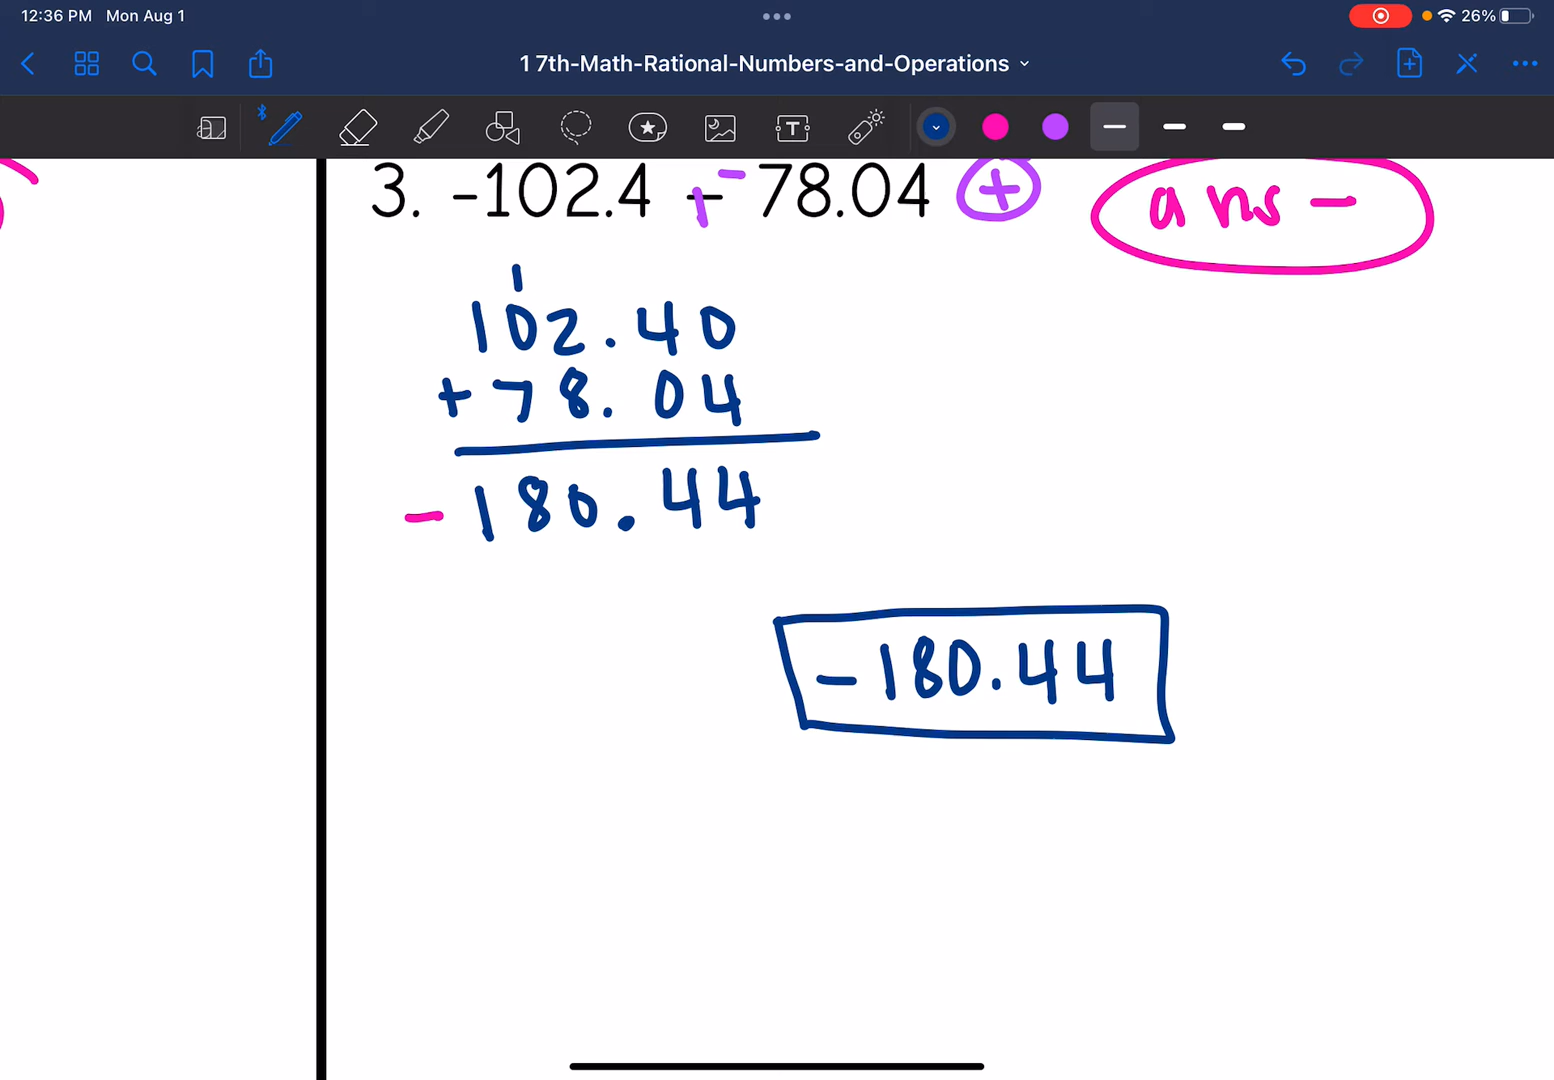 12:36 PM Mon Aug 1
26%
1 7th-Math-Rational-Numbers-and-Operations
T
3. -102.4 + -78.04 + ans -
1
102.40
+ 78.04
-180.44
-180.44